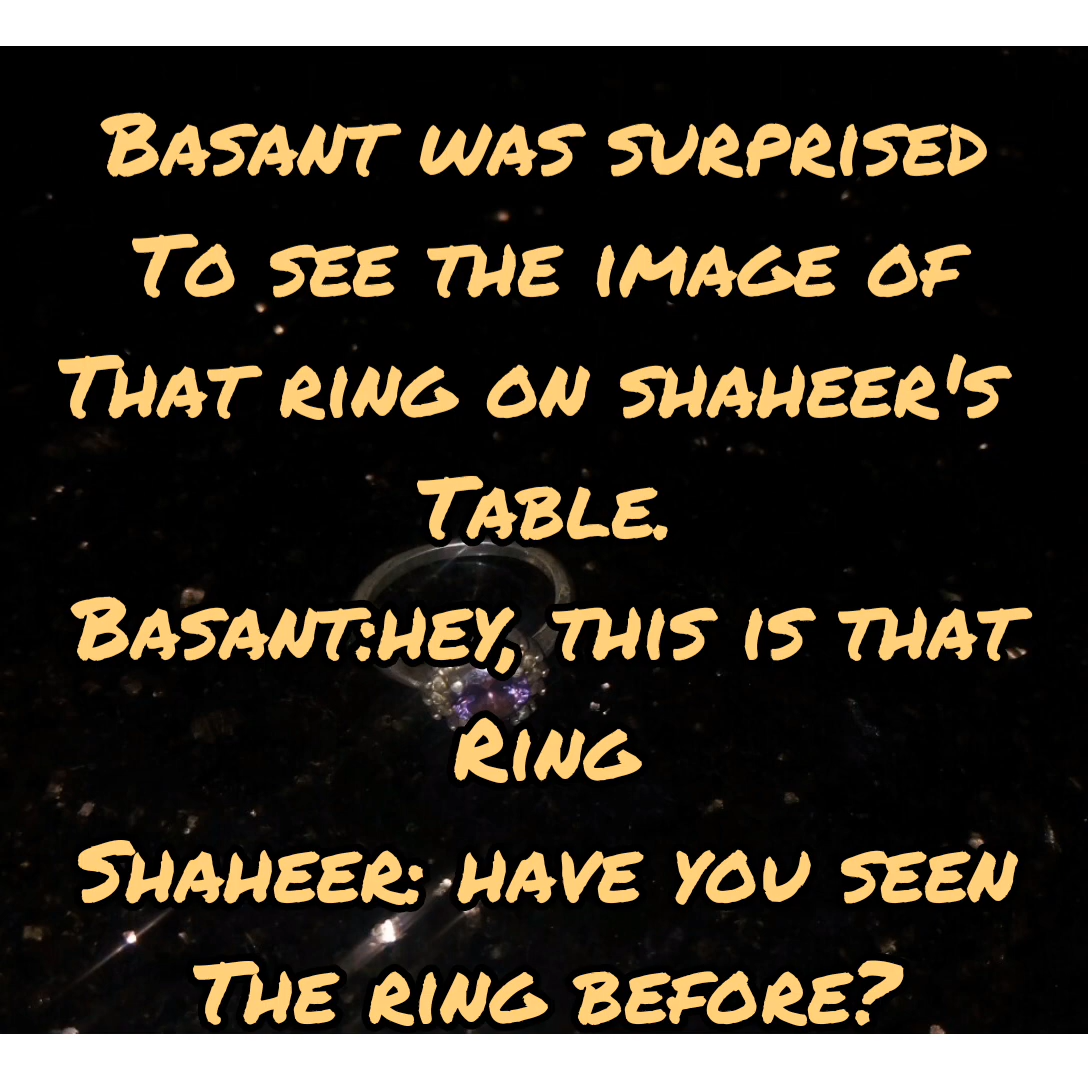 Basant was surprised
To see the image of
That ring on shaheer's
Table.
Basant:hey, this is that
Ring
Shaheer: have you seen
The ring before?